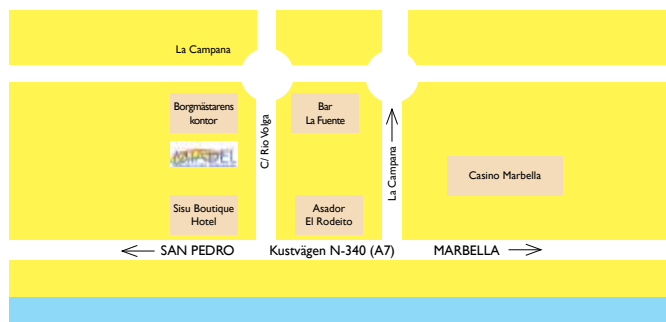 La Campana
Borgmästarens
kontor
Bar
La Fuente
C/ Rio Volga
La Campana
Casino Marbella
Sisu Boutique
Hotel
Asador
El Rodeito
SAN PEDRO
Kustvägen N-340 (A7)
MARBELLA